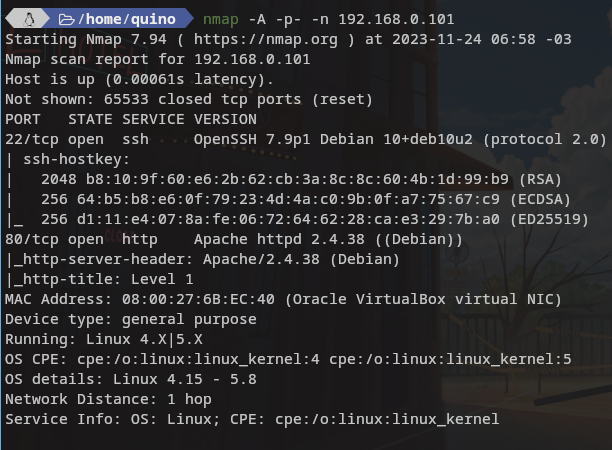 /home/quino nmap -A -p- -n 192.168.0.101
Starting Nmap 7.94 ( https://nmap.org ) at 2023-11-24 06:58 -03
Nmap scan report for 192.168.0.101
Host is up (0.00061s latency).
Not shown: 65533 closed tcp ports (reset)
PORT   STATE SERVICE VERSION
22/tcp open  ssh     OpenSSH 7.9p1 Debian 10+deb10u2 (protocol 2.0)
| ssh-hostkey:
|   2048 b8:10:9f:60:e6:2b:62:cb:3a:8c:8c:60:4b:1d:99:b9 (RSA)
|   256 64:b5:b8:e6:0f:79:23:4d:4a:c0:9b:0f:a7:75:67:c9 (ECDSA)
|_  256 d1:11:e4:07:8a:fe:06:72:64:62:28:ca:e3:29:7b:a0 (ED25519)
80/tcp open  http    Apache httpd 2.4.38 ((Debian))
|_http-server-header: Apache/2.4.38 (Debian)
|_http-title: Level 1
MAC Address: 08:00:27:6B:EC:40 (Oracle VirtualBox virtual NIC)
Device type: general purpose
Running: Linux 4.X|5.X
OS CPE: cpe:/o:linux:linux_kernel:4 cpe:/o:linux:linux_kernel:5
OS details: Linux 4.15 - 5.8
Network Distance: 1 hop
Service Info: OS: Linux; CPE: cpe:/o:linux:linux_kernel